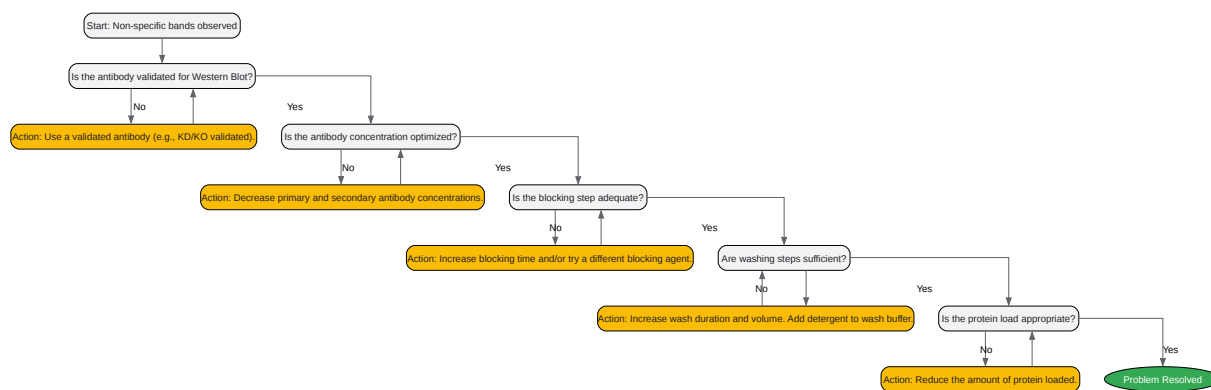 Start: Non-specific bands observed
Is the antibody validated for Western Blot?
No
Yes
Action: Use a validated antibody (e.g., KD/KO validated).
Is the antibody concentration optimized?
No
Yes
Action: Decrease primary and secondary antibody concentrations.
Is the blocking step adequate?
No
Yes
Action: Increase blocking time and/or try a different blocking agent.
Are washing steps sufficient?
No
Yes
Action: Increase wash duration and volume. Add detergent to wash buffer.
Is the protein load appropriate?
No
Yes
Action: Reduce the amount of protein loaded.
Problem Resolved